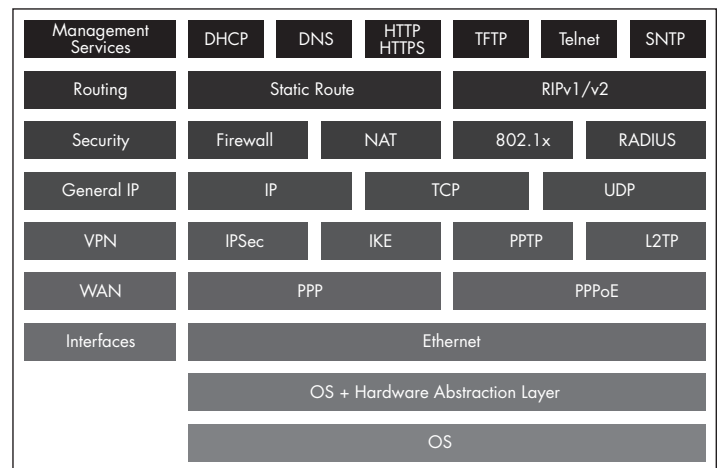 Management
Services
DHCP
DNS
HTTP
HTTPS
TFTP
Telnet
SNTP
Routing
Static Route
RIPv1/v2
Security
Firewall
NAT
802.1x
RADIUS
General IP
IP
TCP
UDP
VPN
IPSec
IKE
PPTP
L2TP
WAN
PPP
PPPoE
Interfaces
Ethernet
OS + Hardware Abstraction Layer
OS